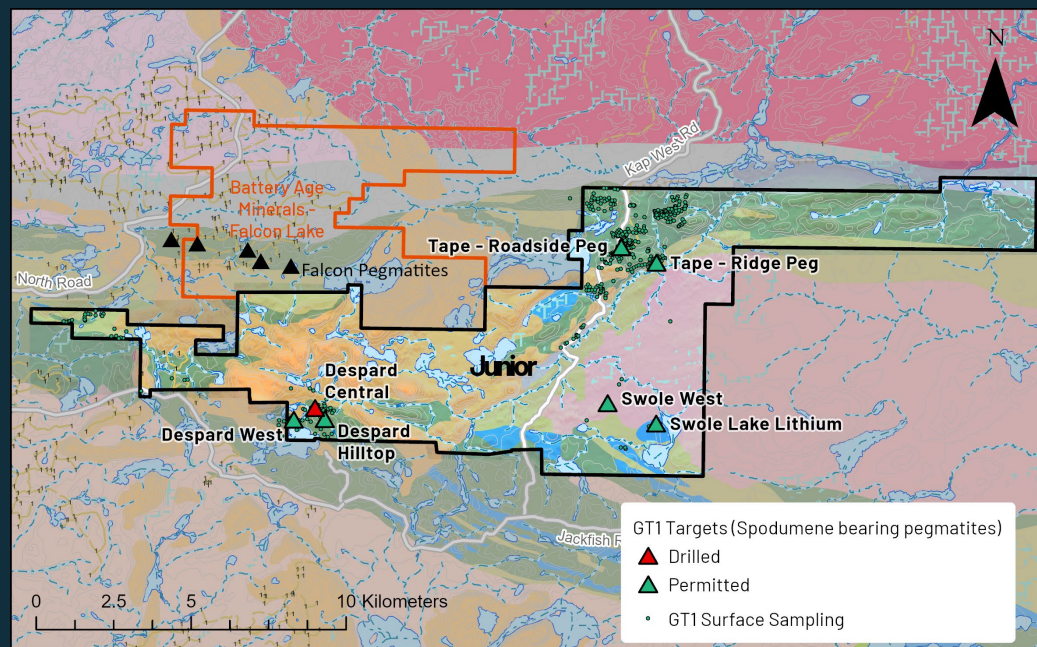 N
Kap West Rd
Battery Age
Minerals -
Falcon Lake
Tape - Roadside Peg
Tape - Ridge Peg
Falcon Pegmatites
North Road
Junior
Despard
Central
Swole West
Swole Lake Lithium
Despard West
Despard
Hilltop
Jackfish
GT1 Targets (Spodumene bearing pegmatites)
Drilled
Permitted
GT1 Surface Sampling
0 2.5 5 10 Kilometers